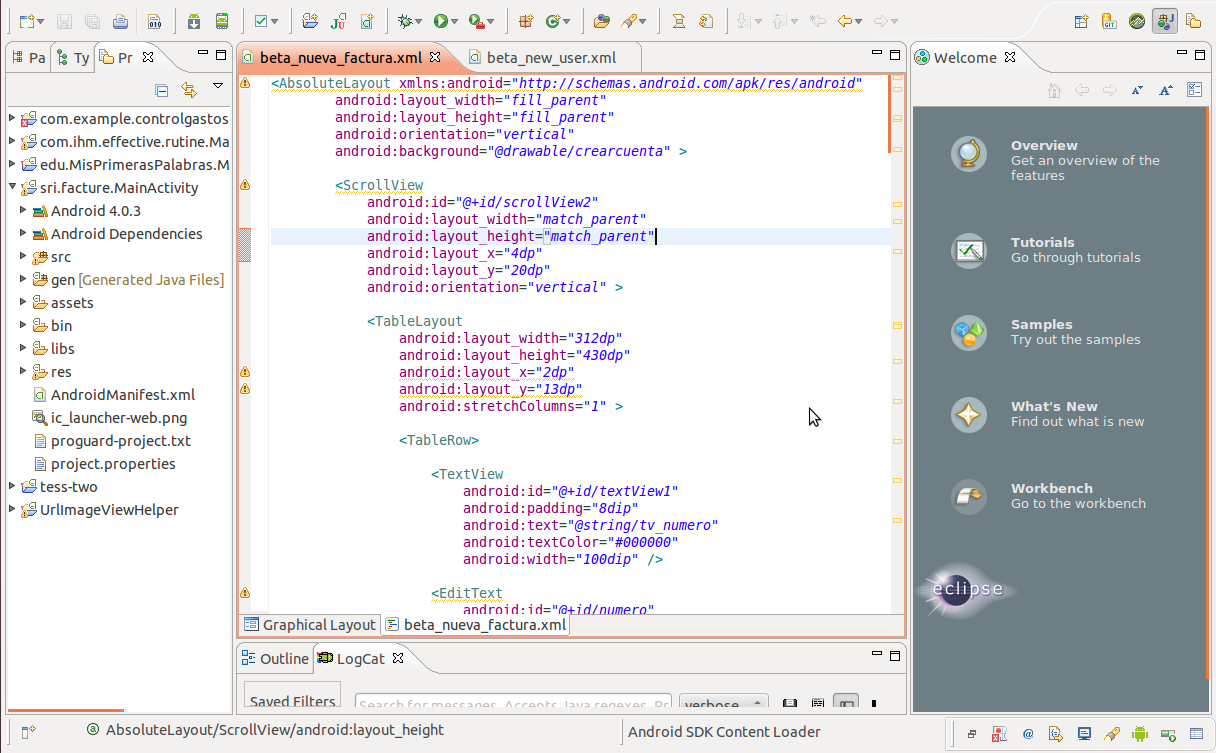 Pa
Ty
Pr
beta_nueva_factura.xml
beta_new_user.xml
Welcome
com.example.controlgastos
com.ihm.effective.rutine.Ma
edu.MisPrimerasPalabras.M
sri.facture.MainActivity
Android 4.0.3
Android Dependencies
src
gen [Generated Java Files]
assets
bin
libs
res
AndroidManifest.xml
ic_launcher-web.png
proguard-project.txt
project.properties
tess-two
UrlImageViewHelper
<AbsoluteLayout xmlns:android="http://schemas.android.com/apk/res/android"
android:layout_width="fill_parent"
android:layout_height="fill_parent"
android:orientation="vertical"
android:background="@drawable/crearcuenta" >
<ScrollView
android:id="@+id/scrollView2"
android:layout_width="match_parent"
android:layout_height="match_parent"
android:layout_x="4dp"
android:layout_y="20dp"
android:orientation="vertical" >
<TableLayout
android:layout_width="312dp"
android:layout_height="430dp"
android:layout_x="2dp"
android:layout_y="13dp"
android:stretchColumns="1" >
<TableRow>
<TextView
android:id="@+id/textView1"
android:padding="8dip"
android:text="@string/tv_numero"
android:textColor="#000000"
android:width="100dip" />
<EditText
android:id="@+id/numero"
Graphical Layout
beta_nueva_factura.xml
Outline
LogCat
Saved Filters
Search for messages. Accepts Java regexes. Pr
verbose
Overview
Get an overview of the
features
Tutorials
Go through tutorials
Samples
Try out the samples
What's New
Find out what is new
Workbench
Go to the workbench
eclipse
AbsoluteLayout/ScrollView/android:layout_height
Android SDK Content Loader